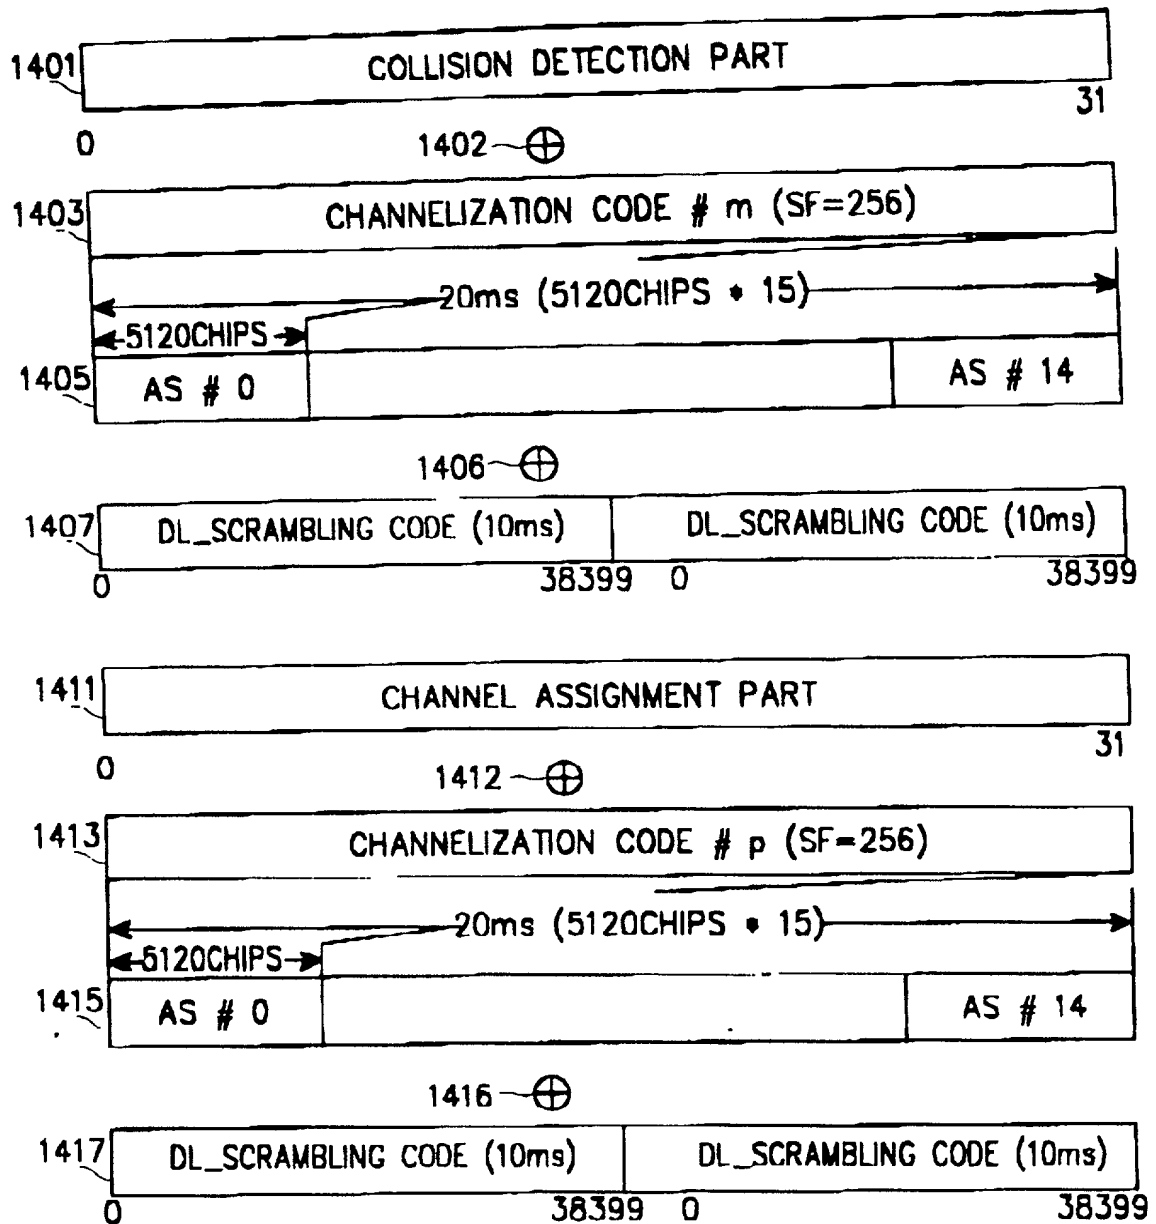 1401 COLLISION DETECTION PART
0 31
1402
1403 CHANNELIZATION CODE # m (SF=256)
20ms (5120CHIPS * 15)
5120CHIPS
1405 AS # 0 AS # 14
1406
1407 DL_SCRAMBLING CODE (10ms) DL_SCRAMBLING CODE (10ms)
0 38399 0 38399
1411 CHANNEL ASSIGNMENT PART
0 31
1412
1413 CHANNELIZATION CODE # p (SF=256)
20ms (5120CHIPS * 15)
5120CHIPS
1415 AS # 0 AS # 14
1416
1417 DL_SCRAMBLING CODE (10ms) DL_SCRAMBLING CODE (10ms)
0 38399 0 38399